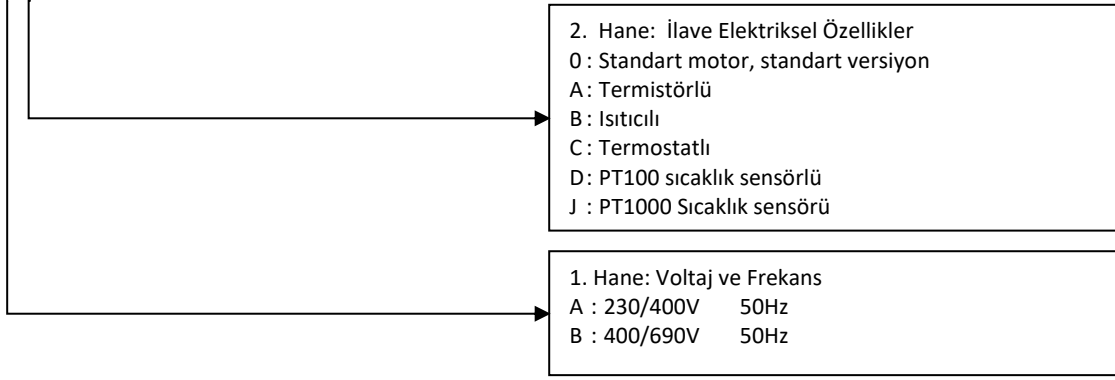 2. Hane: İlave Elektriksel Özellikler
0 : Standart motor, standart versiyon
A : Termistörlü
B : Isıtıcılı
C : Termostatlı
D: PT100 sıcaklık sensörlü
J : PT1000 Sıcaklık sensörü
1. Hane: Voltaj ve Frekans
A : 230/400V 50Hz
B : 400/690V 50Hz